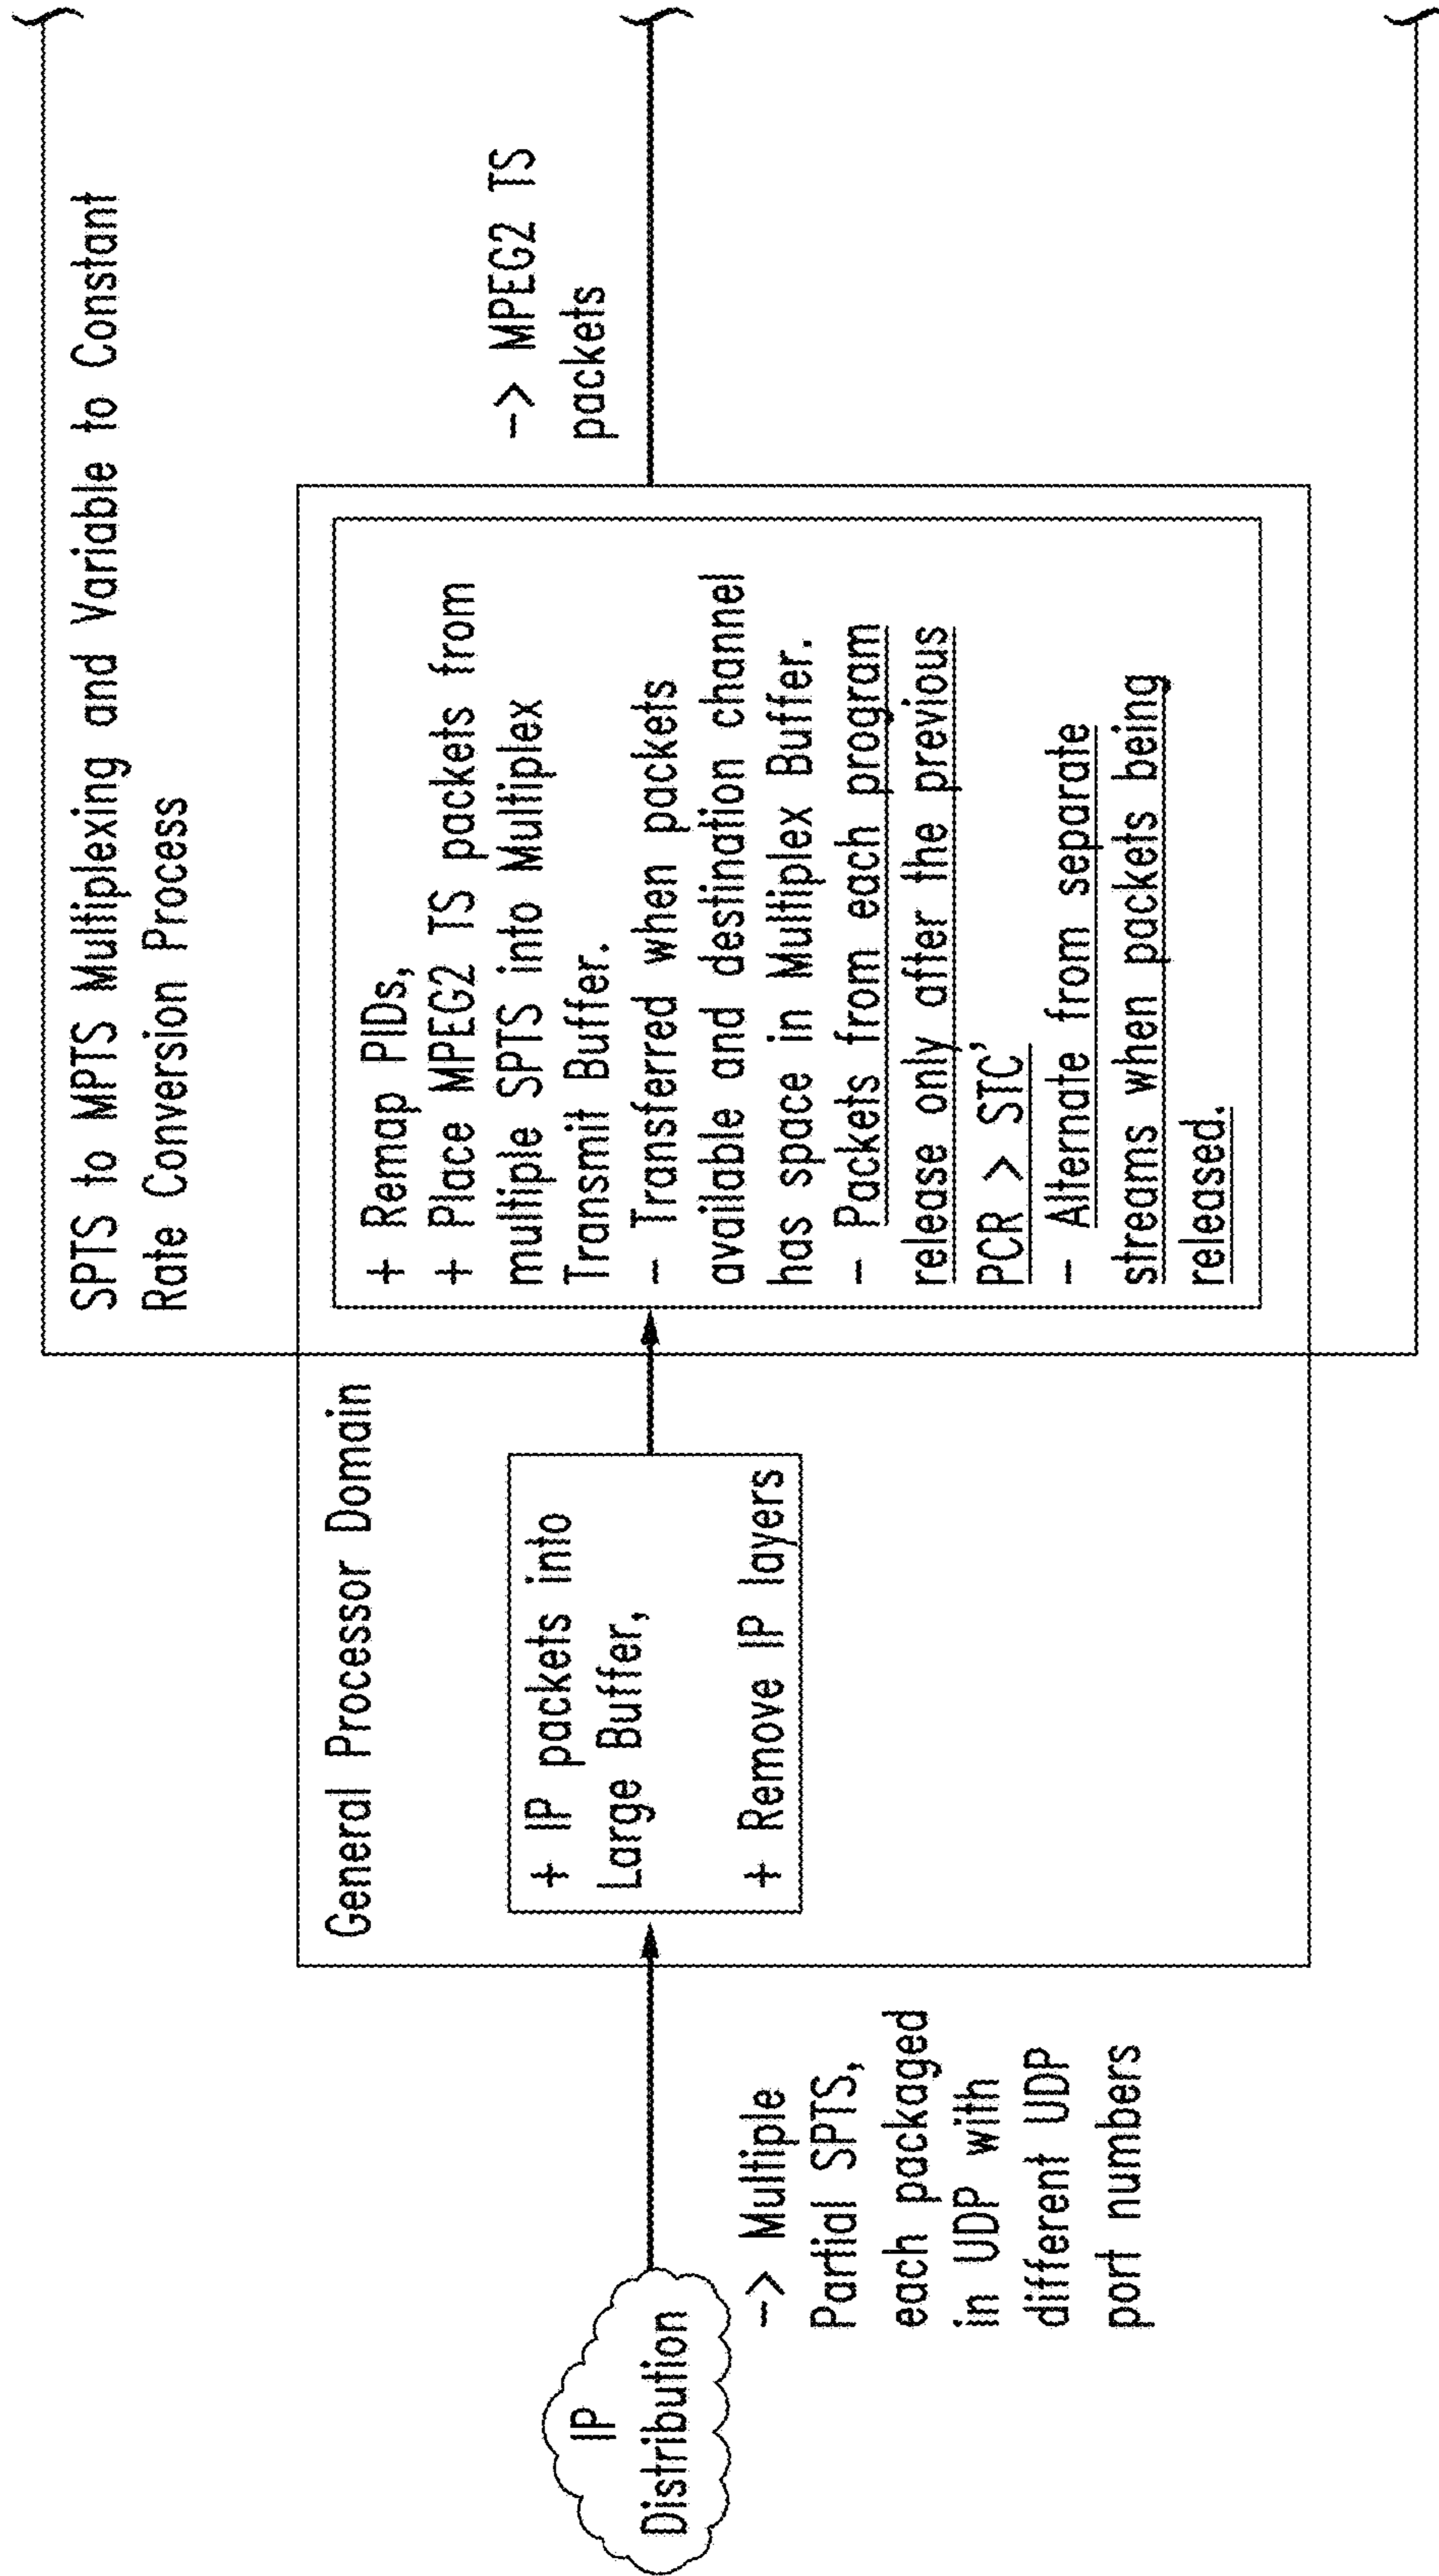 SPTS to MPTS Multiplexing and Variable to Constant
Rate Conversion Process
General Processor Domain
IP
Distribution
-> Multiple
Partial SPTS,
each packaged
in UDP with
different UDP
port numbers
+ IP packets into
Large Buffer,
+ Remove IP layers
+ Remap PIDs,
+ Place MPEG2 TS packets from
multiple SPTS into Multiplex
Transmit Buffer.
- Transferred when packets
available and destination channel
has space in Multiplex Buffer.
- Packets from each program
release only after the previous
PCR > STC'
- Alternate from separate
streams when packets being
released.
-> MPEG2 TS
packets